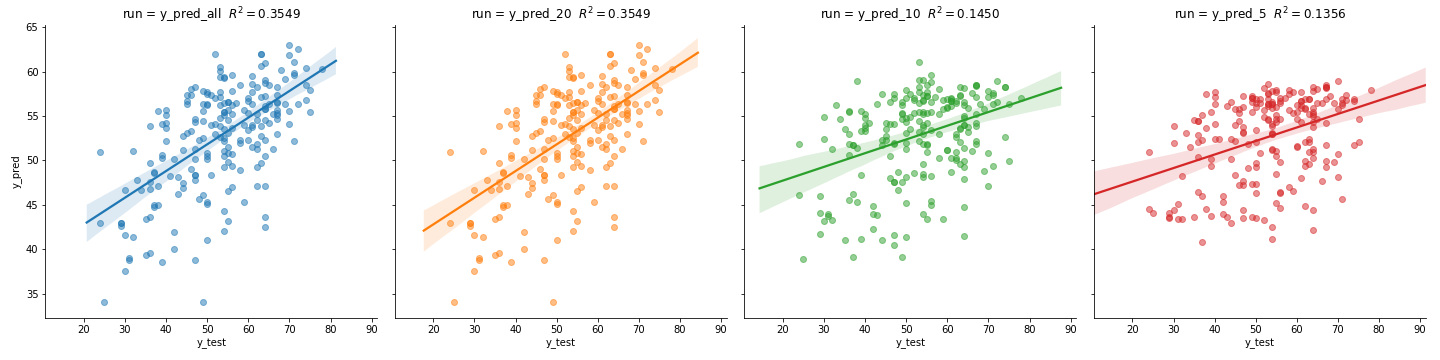 run = y_pred_all R² = 0.3549
run = y_pred_20 R² = 0.3549
run = y_pred_10 R² = 0.1450
run = y_pred_5 R² = 0.1356
65
60
55
50
45
40
35
y_pred
20 30 40 50 60 70 80 90
20 30 40 50 60 70 80 90
20 30 40 50 60 70 80 90
20 30 40 50 60 70 80 90
y_test
y_test
y_test
y_test